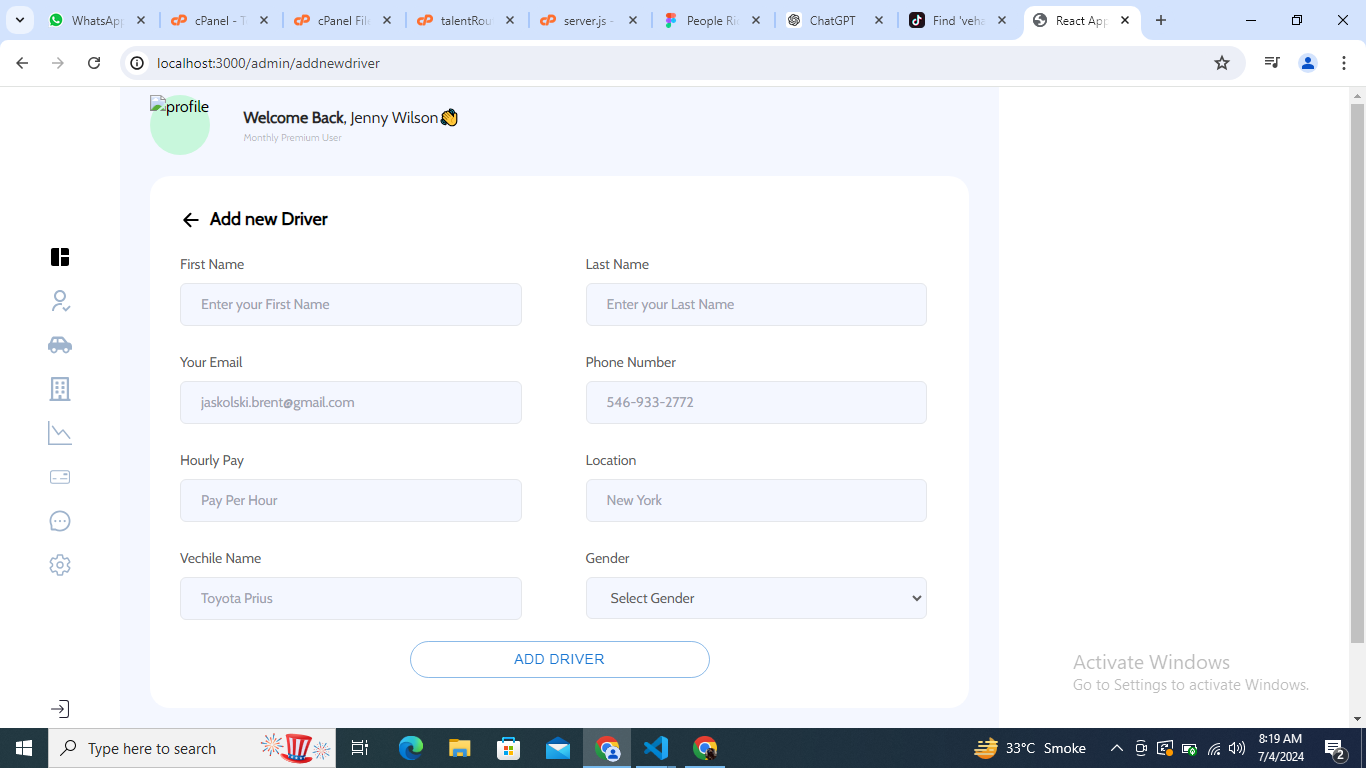 WhatsApp
cPanel - T
cPanel File
talentRou
server.js -
People Ri
ChatGPT
Find 'veha
React App
localhost:3000/admin/addnewdriver
profile
Welcome Back, Jenny Wilson👏
Monthly Premium User
Add new Driver
First Name
Last Name
Enter your First Name
Enter your Last Name
Your Email
Phone Number
jaskolski.brent@gmail.com
546-933-2772
Hourly Pay
Location
Pay Per Hour
New York
Vechile Name
Gender
Toyota Prius
Select Gender
ADD DRIVER
Activate Windows
Go to Settings to activate Windows.
Type here to search
33°C Smoke
8:19 AM
7/4/2024
2